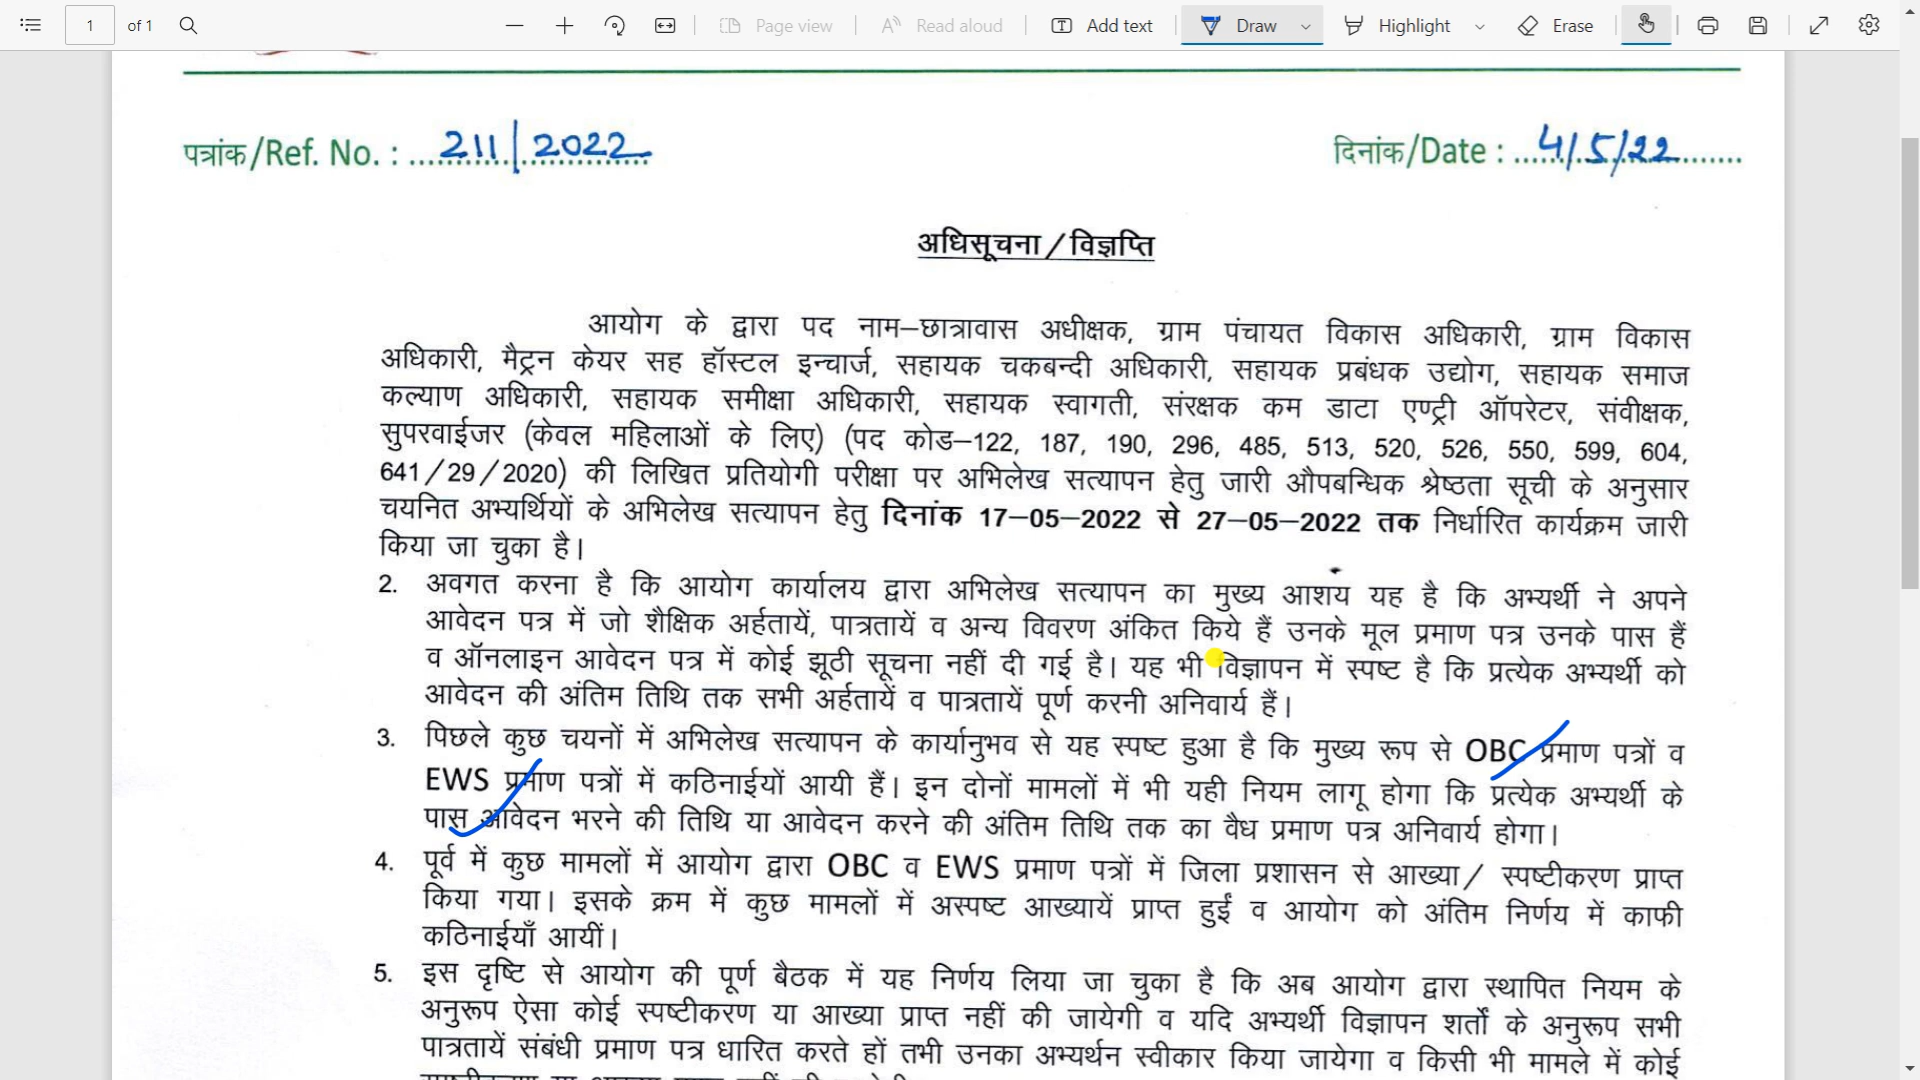 1 of 1 Page view Read aloud Add text Draw Highlight Erase
पत्रांक/Ref. No. : 211/2022 दिनांक/Date : 4/5/22
अधिसूचना/विज्ञप्ति
आयोग के द्वारा पद नाम–छात्रावास अधीक्षक, ग्राम पंचायत विकास अधिकारी, ग्राम विकास
अधिकारी, मैट्रन केयर सह हॉस्टल इन्चार्ज, सहायक चकबन्दी अधिकारी, सहायक प्रबंधक उद्योग, सहायक समाज
कल्याण अधिकारी, सहायक समीक्षा अधिकारी, सहायक स्वागती, संरक्षक कम डाटा एण्ट्री ऑपरेटर, संवीक्षक,
सुपरवाईजर (केवल महिलाओं के लिए) (पद कोड–122, 187, 190, 296, 485, 513, 520, 526, 550, 599, 604,
641/29/2020) की लिखित प्रतियोगी परीक्षा पर अभिलेख सत्यापन हेतु जारी औपबन्धिक श्रेष्ठता सूची के अनुसार
चयनित अभ्यर्थियों के अभिलेख सत्यापन हेतु दिनांक 17–05–2022 से 27–05–2022 तक निर्धारित कार्यक्रम जारी
किया जा चुका है।
2. अवगत करना है कि आयोग कार्यालय द्वारा अभिलेख सत्यापन का मुख्य आशय यह है कि अभ्यर्थी ने अपने
आवेदन पत्र में जो शैक्षिक अर्हतायें, पात्रतायें व अन्य विवरण अंकित किये हैं उनके मूल प्रमाण पत्र उनके पास हैं
व ऑनलाइन आवेदन पत्र में कोई झूठी सूचना नहीं दी गई है। यह भी विज्ञापन में स्पष्ट है कि प्रत्येक अभ्यर्थी को
आवेदन की अंतिम तिथि तक सभी अर्हतायें व पात्रतायें पूर्ण करनी अनिवार्य हैं।
3. पिछले कुछ चयनों में अभिलेख सत्यापन के कार्यानुभव से यह स्पष्ट हुआ है कि मुख्य रूप से OBC प्रमाण पत्रों व
EWS प्रमाण पत्रों में कठिनाईयों आयी हैं। इन दोनों मामलों में भी यही नियम लागू होगा कि प्रत्येक अभ्यर्थी के
पास आवेदन भरने की तिथि या आवेदन करने की अंतिम तिथि तक का वैध प्रमाण पत्र अनिवार्य होगा।
4. पूर्व में कुछ मामलों में आयोग द्वारा OBC व EWS प्रमाण पत्रों में जिला प्रशासन से आख्या/ स्पष्टीकरण प्राप्त
किया गया। इसके क्रम में कुछ मामलों में अस्पष्ट आख्यायें प्राप्त हुईं व आयोग को अंतिम निर्णय में काफी
कठिनाईयाँ आयीं।
5. इस दृष्टि से आयोग की पूर्ण बैठक में यह निर्णय लिया जा चुका है कि अब आयोग द्वारा स्थापित नियम के
अनुरूप ऐसा कोई स्पष्टीकरण या आख्या प्राप्त नहीं की जायेगी व यदि अभ्यर्थी विज्ञापन शर्तों के अनुरूप सभी
पात्रतायें संबंधी प्रमाण पत्र धारित करते हों तभी उनका अभ्यर्थन स्वीकार किया जायेगा व किसी भी मामले में कोई